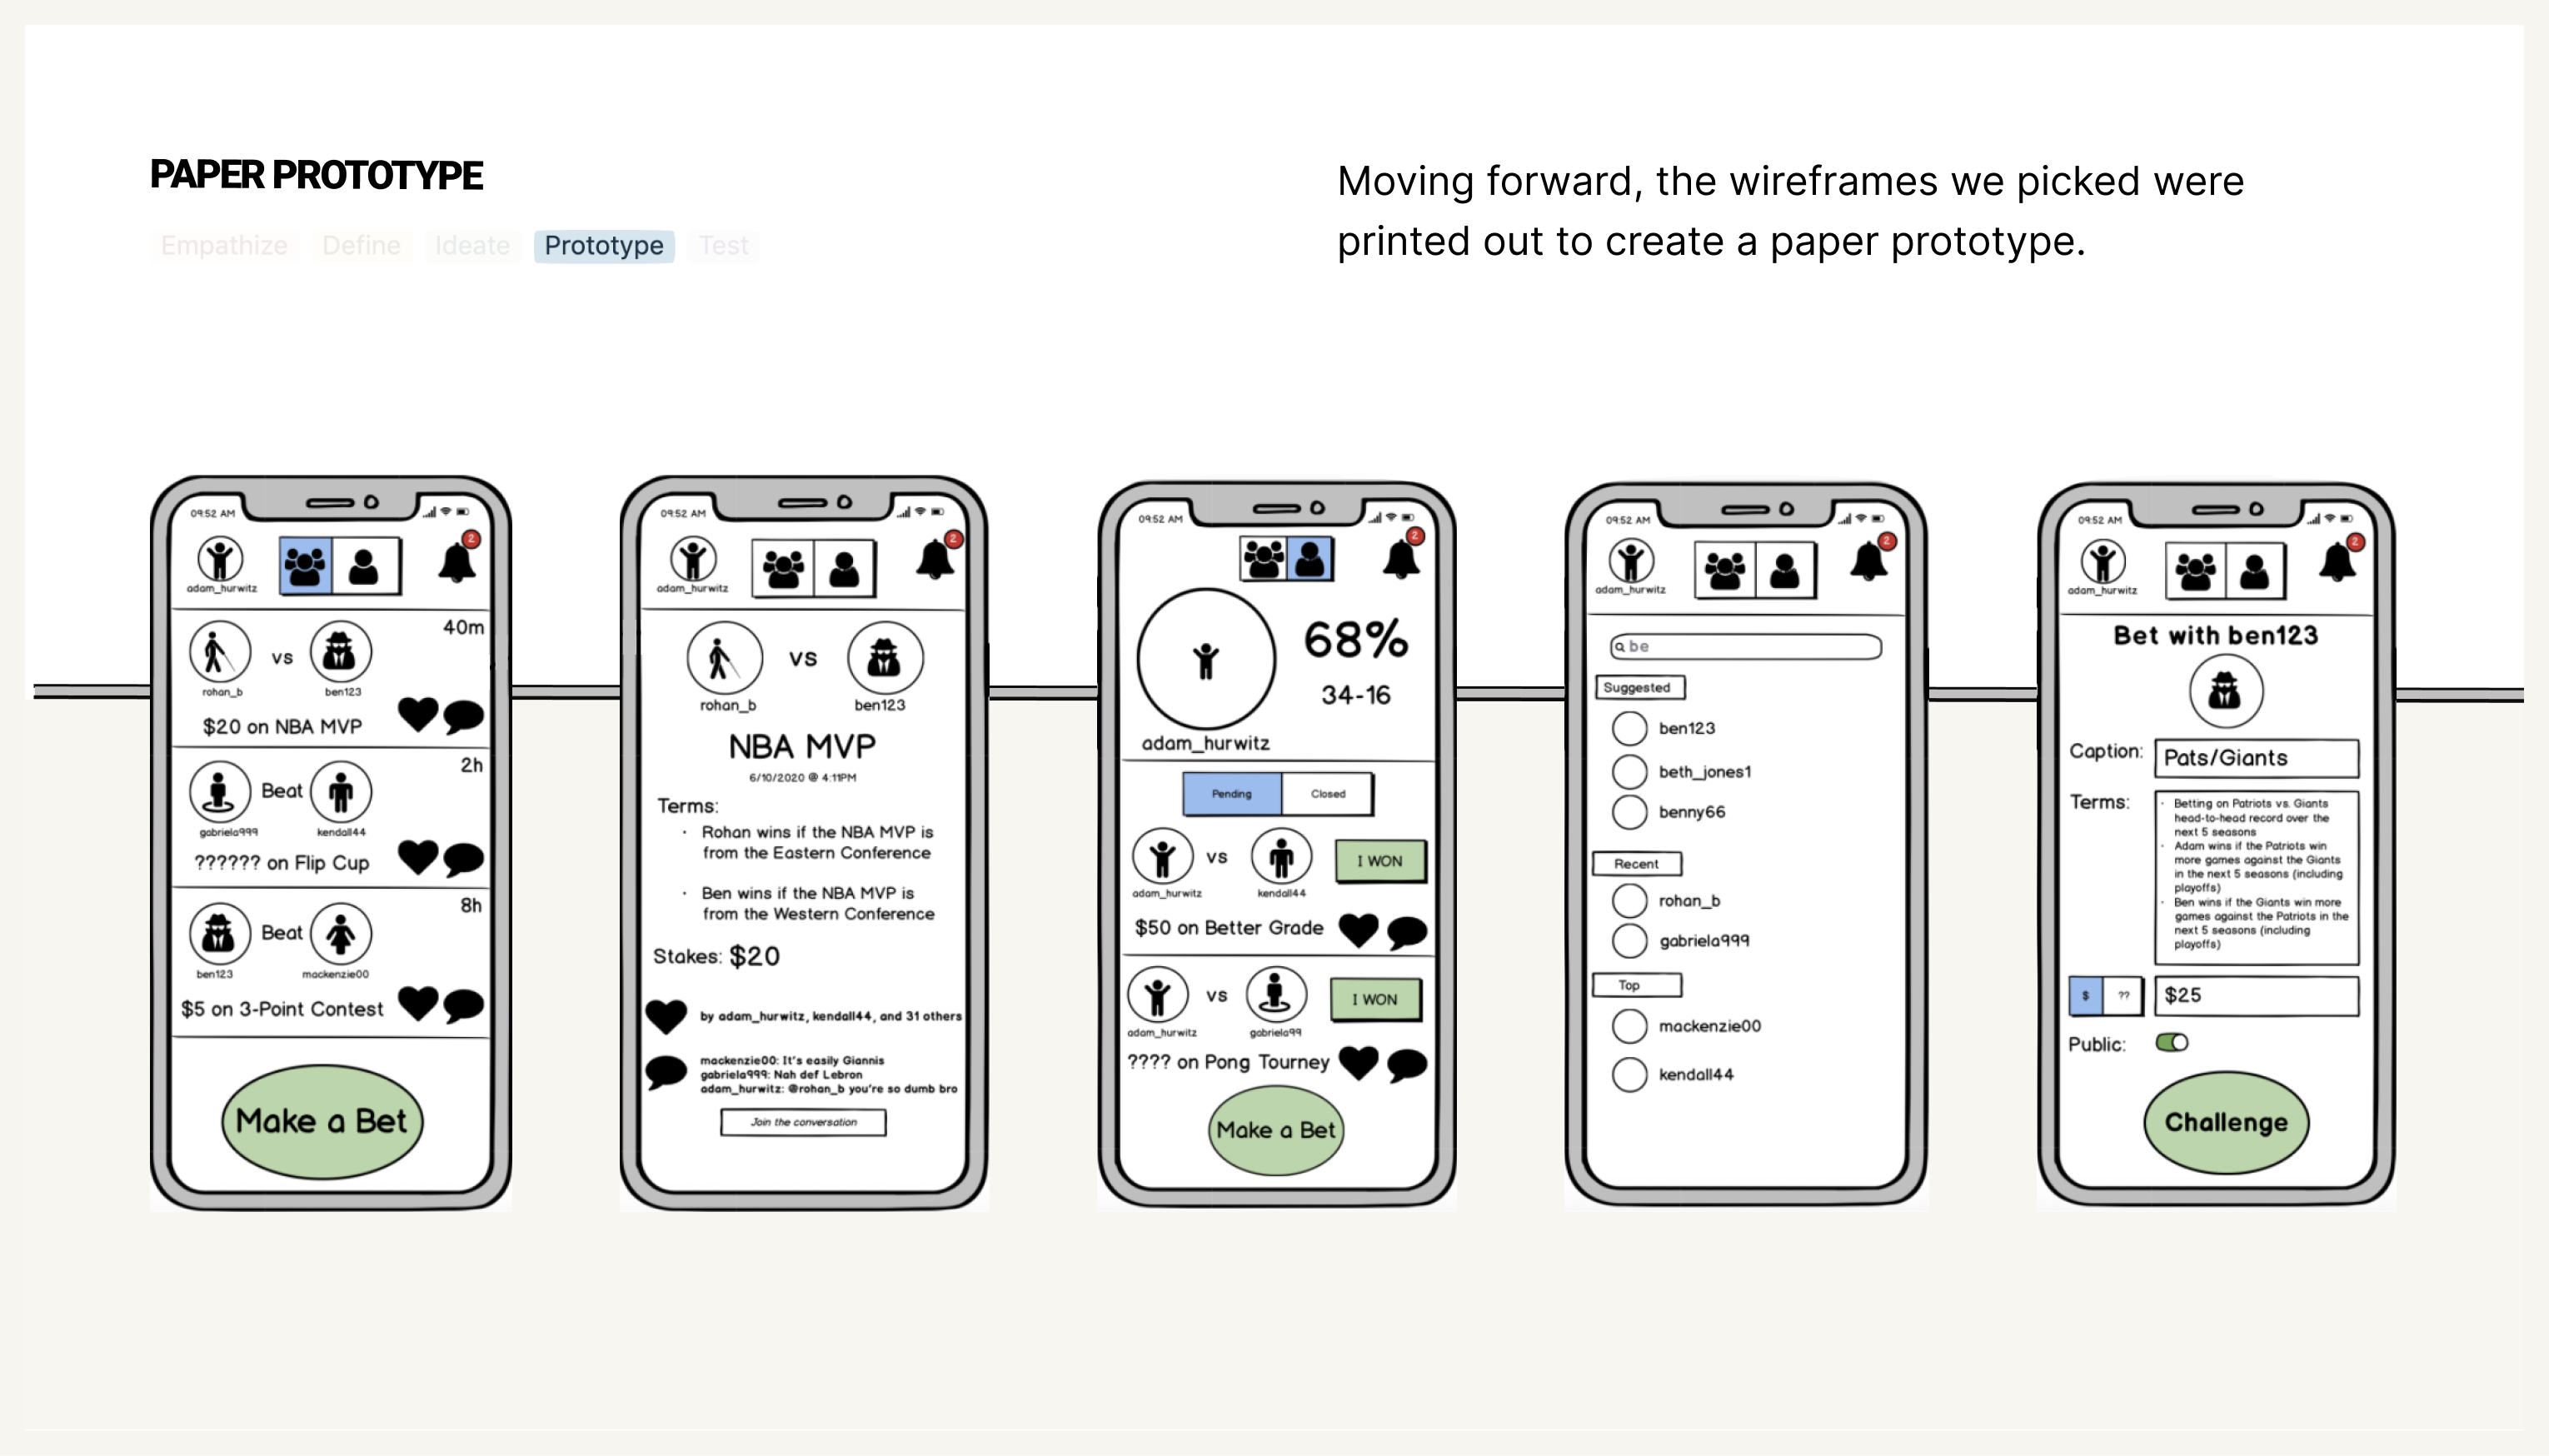 PAPER PROTOTYPE
Empathize Define Ideate Prototype Test
Moving forward, the wireframes we picked were
printed out to create a paper prototype.
09:52 AM
2
adam_hurwitz
40m
vs
rohan_b ben123
$20 on NBA MVP
2h
Beat
gabriela999 kendall44
?????? on Flip Cup
8h
Beat
ben123 mackenzie00
$5 on 3-Point Contest
Make a Bet
09:52 AM
2
adam_hurwitz
vs
rohan_b ben123
NBA MVP
6/10/2020 @ 4:11PM
Terms:
· Rohan wins if the NBA MVP is
from the Eastern Conference
· Ben wins if the NBA MVP is
from the Western Conference
Stakes: $20
by adam_hurwitz, kendall44, and 31 others
mackenzie00: It's easily Giannis
gabriela999: Nah def Lebron
adam_hurwitz: @rohan_b you're so dumb bro
Join the conversation
09:52 AM
2
68%
34-16
adam_hurwitz
Pending Closed
vs
I WON
adam_hurwitz kendall44
$50 on Better Grade
vs
I WON
adam_hurwitz gabriela99
???? on Pong Tourney
Make a Bet
09:52 AM
2
adam_hurwitz
be
Suggested
ben123
beth_jones1
benny66
Recent
rohan_b
gabriela999
Top
mackenzie00
kendall44
09:52 AM
2
adam_hurwitz
Bet with ben123
Caption: Pats/Giants
Terms:
· Betting on Patriots vs. Giants
head-to-head record over the
next 5 seasons
· Adam wins if the Patriots win
more games against the Giants
in the next 5 seasons (including
playoffs)
· Ben wins if the Giants win more
games against the Patriots in the
next 5 seasons (including
playoffs)
$ ?? $25
Public:
Challenge